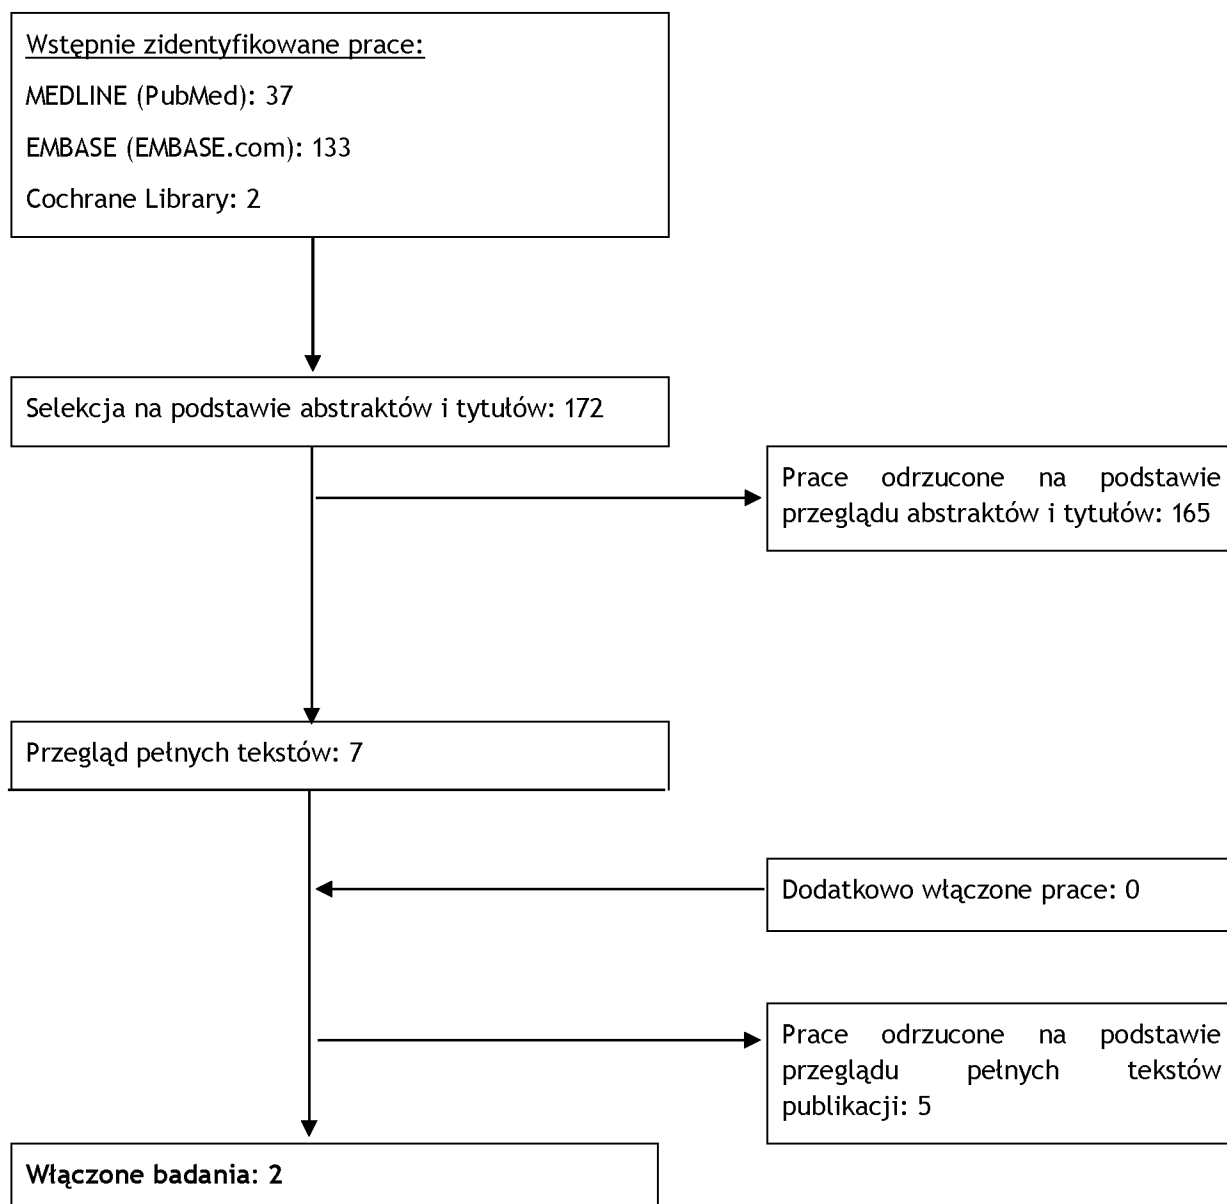 Wstępnie zidentyfikowane prace:
MEDLINE (PubMed): 37
EMBASE (EMBASE.com): 133
Cochrane Library: 2
Selekcja na podstawie abstraktów i tytułów: 172
Prace odrzucone na podstawie
przeglądu abstraktów i tytułów: 165
Przegląd pełnych tekstów: 7
Dodatkowo włączone prace: 0
Prace odrzucone na podstawie
przeglądu pełnych tekstów
publikacji: 5
Włączone badania: 2